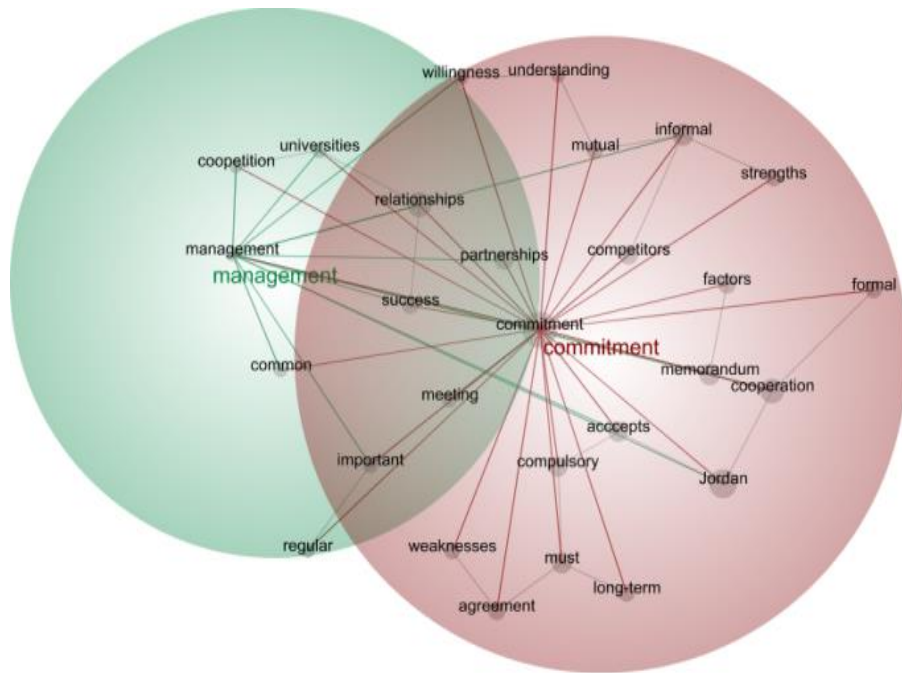 willingness
understanding
informal
universities
mutual
coopetition
strengths
relationships
management
competitors
partnerships
management
factors
formal
success
commitment
commitment
common
memorandum
cooperation
meeting
acccepts
important
compulsory
Jordan
regular
weaknesses
must
long-term
agreement